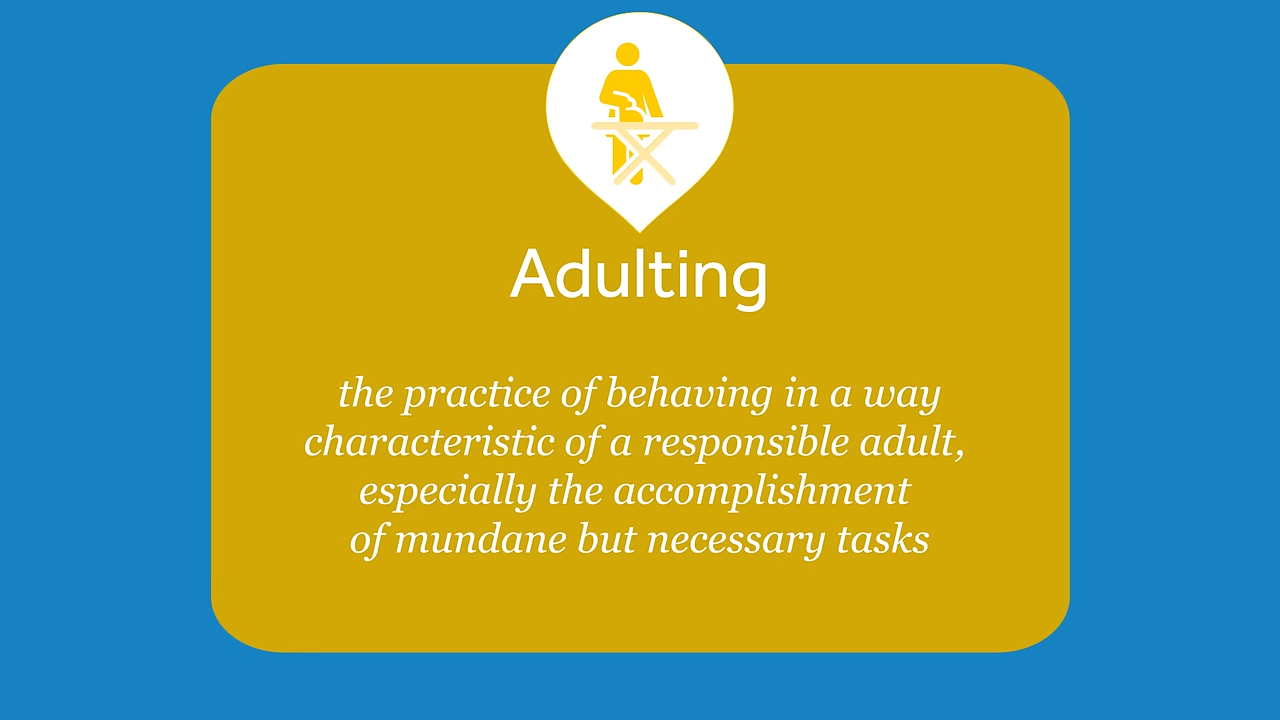 Adulting
the practice of behaving in a way
characteristic of a responsible adult,
especially the accomplishment
of mundane but necessary tasks